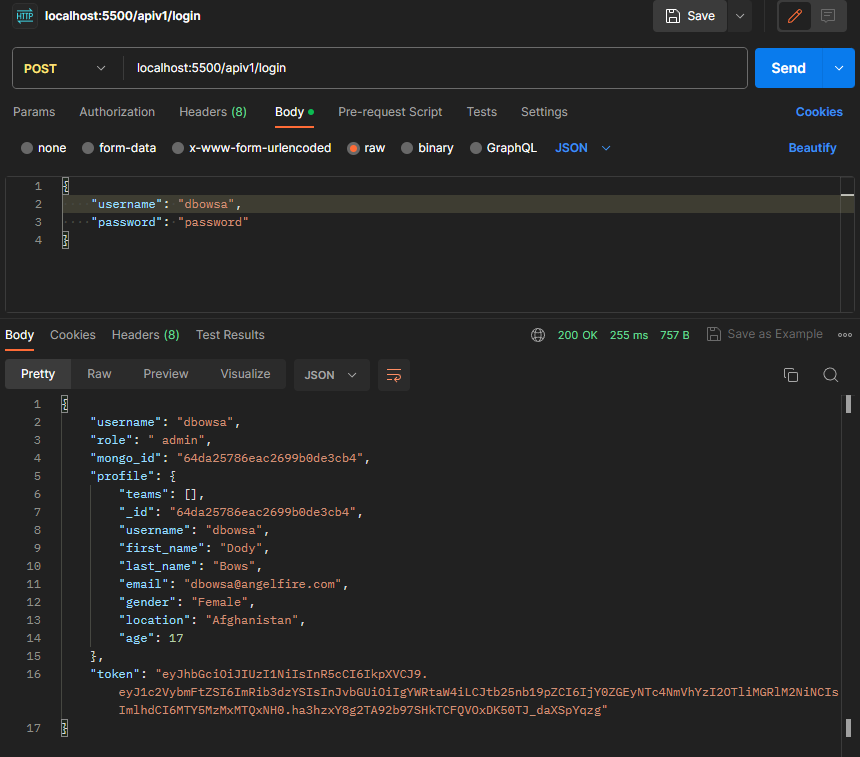 HTTP localhost:5500/apiv1/login Save
POST localhost:5500/apiv1/login Send
Params Authorization Headers (8) Body Pre-request Script Tests Settings Cookies
none form-data x-www-form-urlencoded raw binary GraphQL JSON Beautify
1 {
2 "username": "dbowsa",
3 "password": "password"
4 }
Body Cookies Headers (8) Test Results 200 OK 255 ms 757 B Save as Example
Pretty Raw Preview Visualize JSON
1 {
2 "username": "dbowsa",
3 "role": " admin",
4 "mongo_id": "64da25786eac2699b0de3cb4",
5 "profile": {
6 "teams": [],
7 "_id": "64da25786eac2699b0de3cb4",
8 "username": "dbowsa",
9 "first_name": "Dody",
10 "last_name": "Bows",
11 "email": "dbowsa@angelfire.com",
12 "gender": "Female",
13 "location": "Afghanistan",
14 "age": 17
15 },
16 "token": "eyJhbGciOiJIUzI1NiIsInR5cCI6IkpXVCJ9.
eyJ1c2VybmFtZSI6ImRib3dzYSIsInJvbGUiOiIgYWRtaW4iLCJtb25nb19pZCI6IjY0ZGEyNTc4NmVhYzI2OTliMGRlM2NiNCIs
ImlhdCI6MTY5MzMxMTQxNH0.ha3hzxY8g2TA92b97SHkTCFQVOxDK50TJ_daXSpYqzg"
17 }